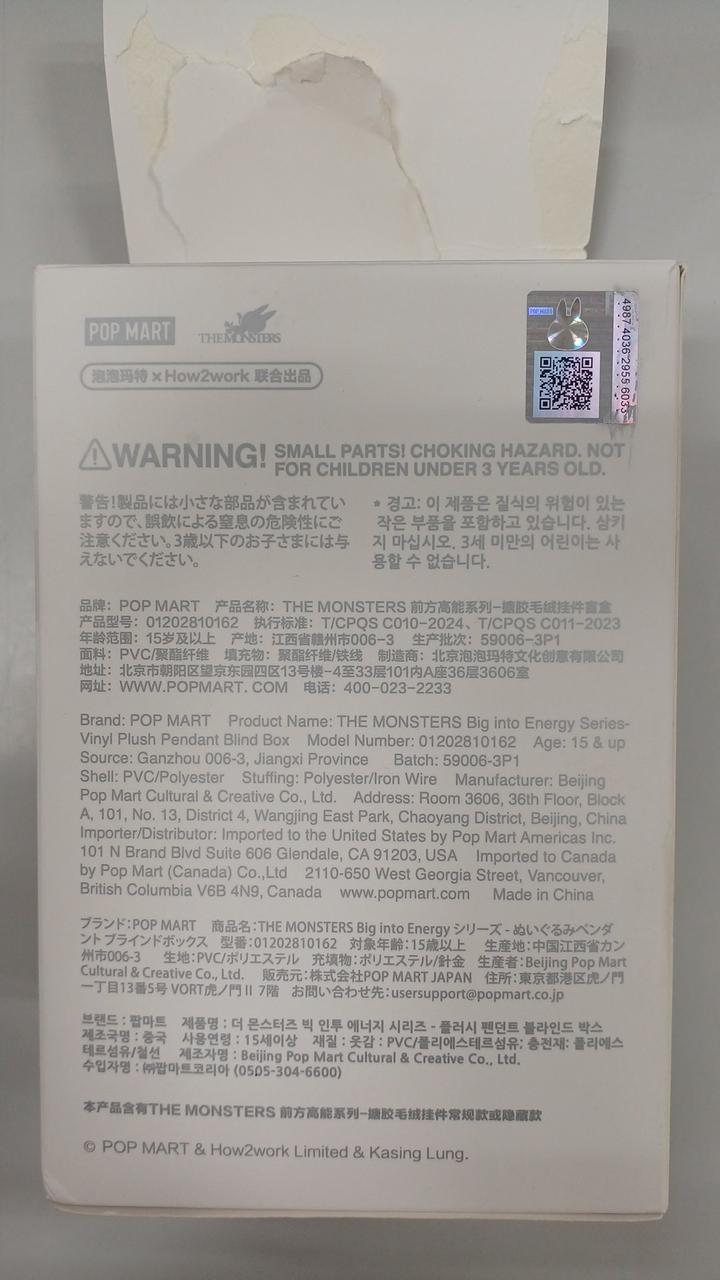 POP MART
THE MONSTERS
泡泡玛特 × How2work 联合出品
POP MART
4987 4036 2955 6033
WARNING! SMALL PARTS! CHOKING HAZARD. NOT
FOR CHILDREN UNDER 3 YEARS OLD.
警告!製品には小さな部品が含まれてい
ますので、誤飲による窒息の危険性にご
注意ください。3歳以下のお子さまには与
えないでください。
* 경고: 이 제품은 질식의 위험이 있는
작은 부품을 포함하고 있습니다. 삼키
지 마십시오. 3세 미만의 어린이는 사
용할 수 없습니다.
品牌: POP MART 产品名称: THE MONSTERS 前方高能系列-搪胶毛绒挂件盲盒
产品型号: 01202810162 执行标准: T/CPQS C010-2024、T/CPQS C011-2023
年龄范围: 15岁及以上 产地: 江西省赣州市006-3 生产批次: 59006-3P1
面料: PVC/聚酯纤维 填充物: 聚酯纤维/铁线 制造商: 北京泡泡玛特文化创意有限公司
地址: 北京市朝阳区望京东园四区13号楼-4至33层101内A座36层3606室
网址: WWW.POPMART. COM 电话: 400-023-2233
Brand: POP MART Product Name: THE MONSTERS Big into Energy Series-
Vinyl Plush Pendant Blind Box Model Number: 01202810162 Age: 15 & up
Source: Ganzhou 006-3, Jiangxi Province Batch: 59006-3P1
Shell: PVC/Polyester Stuffing: Polyester/Iron Wire Manufacturer: Beijing
Pop Mart Cultural & Creative Co., Ltd. Address: Room 3606, 36th Floor, Block
A, 101, No. 13, District 4, Wangjing East Park, Chaoyang District, Beijing, China
Importer/Distributor: Imported to the United States by Pop Mart Americas Inc.
101 N Brand Blvd Suite 606 Glendale, CA 91203, USA Imported to Canada
by Pop Mart (Canada) Co.,Ltd 2110-650 West Georgia Street, Vancouver,
British Columbia V6B 4N9, Canada www.popmart.com Made in China
ブランド:POP MART 商品名:THE MONSTERS Big into Energy シリーズ - ぬいぐるみペンダ
ント ブラインドボックス 型番:01202810162 対象年齢:15歳以上 生産地:中国江西省カン
州市006-3 生地:PVC/ポリエステル 充填物:ポリエステル/針金 生産者:Beijing Pop Mart
Cultural & Creative Co., Ltd. 販売元:株式会社POP MART JAPAN 住所:東京都港区虎ノ門
一丁目13番5号 VORT虎ノ門Ⅱ 7階 お問い合わせ先:usersupport@popmart.co.jp
브랜드 : 팝마트 제품명 : 더 몬스터즈 빅 인투 에너지 시리즈 - 플러시 펜던트 블라인드 박스
제조국명 : 중국 사용연령 : 15세이상 재질 : 옷감 : PVC/폴리에스테르섬유; 충전재: 폴리에스
테르섬유/철선 제조자명 : Beijing Pop Mart Cultural & Creative Co., Ltd.
수입자명 : ㈜팝마트코리아 (0505-304-6600)
本产品含有THE MONSTERS 前方高能系列-搪胶毛绒挂件常规款或隐藏款
© POP MART & How2work Limited & Kasing Lung.